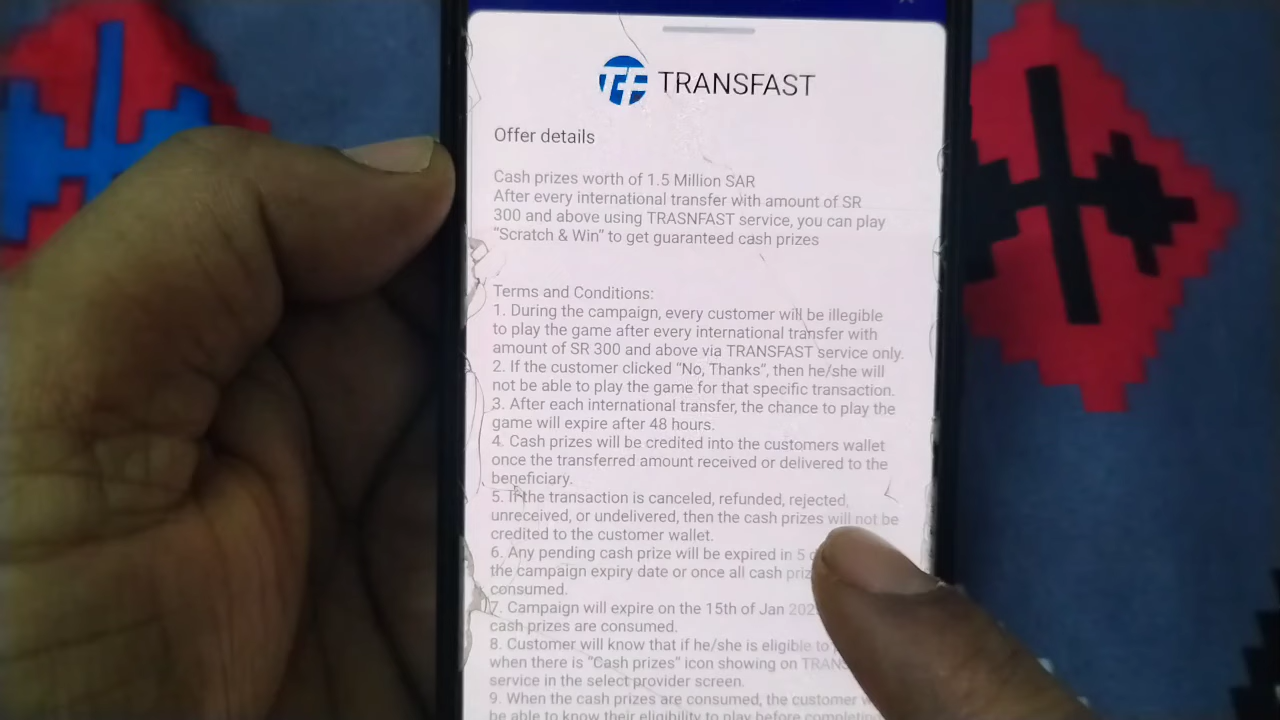 TF TRANSFAST
Offer details
Cash prizes worth of 1.5 Million SAR
After every international transfer with amount of SR
300 and above using TRASNFAST service, you can play
“Scratch & Win” to get guaranteed cash prizes
Terms and Conditions:
1. During the campaign, every customer will be illegible
to play the game after every international transfer with
amount of SR 300 and above via TRANSFAST service only.
2. If the customer clicked “No, Thanks”, then he/she will
not be able to play the game for that specific transaction.
3. After each international transfer, the chance to play the
game will expire after 48 hours.
4. Cash prizes will be credited into the customers wallet
once the transferred amount received or delivered to the
beneficiary.
5. If the transaction is canceled, refunded, rejected,
unreceived, or undelivered, then the cash prizes will not be
credited to the customer wallet.
6. Any pending cash prize will be expired in 5
the campaign expiry date or once all cash
consumed.
7. Campaign will expire on the 15th of Jan
cash prizes are consumed.
8. Customer will know that if he/she is eligible to
when there is “Cash prizes” icon showing on
service in the select provider screen.
9. When the cash prizes are consumed, the customer
be able to know their eligibility to play before completing